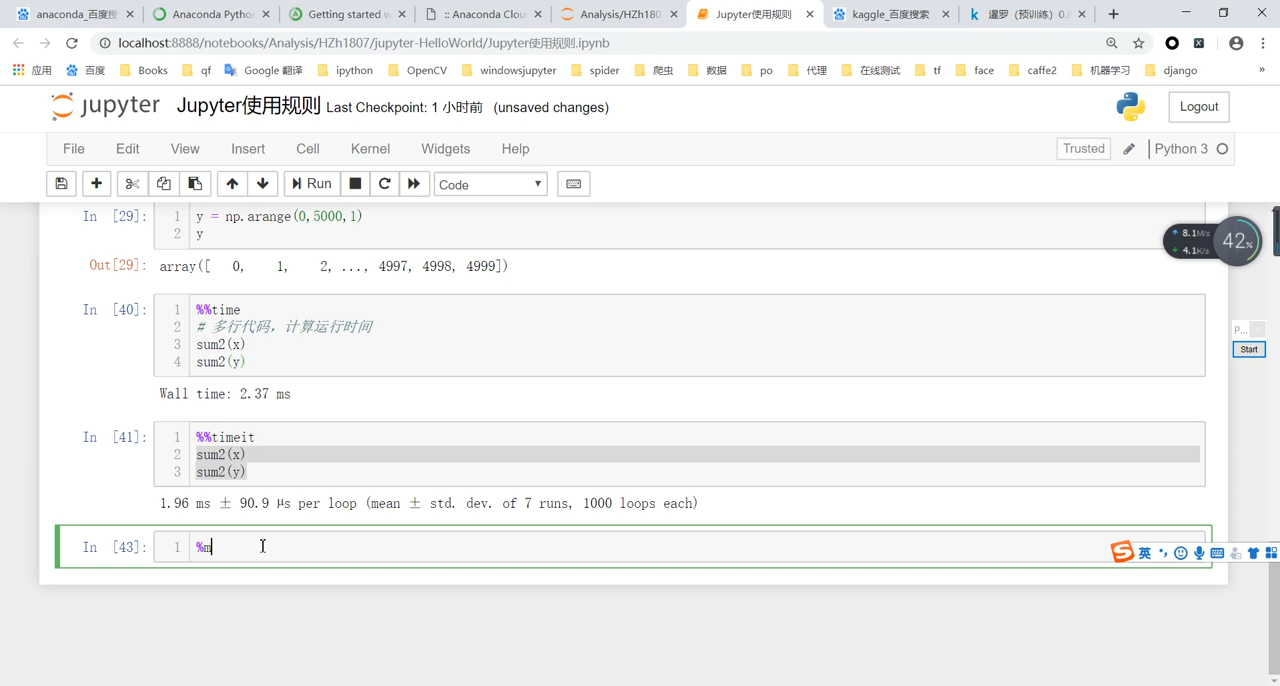 anaconda_百度搜
Anaconda Pytho
Getting started w
:: Anaconda Clou
Analysis/HZh180
Jupyter使用规则
kaggle_百度搜索
暹罗（预训练）0.8
localhost:8888/notebooks/Analysis/HZh1807/jupyter-HelloWorld/Jupyter使用规则.ipynb
应用 百度 Books qf Google 翻译 ipython OpenCV windowsjupyter spider 爬虫 数据 po 代理 在线测试 tf face caffe2 机器学习 django »
jupyter Jupyter使用规则 Last Checkpoint: 1 小时前 (unsaved changes)
Logout
File Edit View Insert Cell Kernel Widgets Help
Trusted Python 3
Run Code
In [29]: 1 y = np.arange(0,5000,1)
2 y
8.1M/s
4.1K/s
42%
Out[29]: array([ 0, 1, 2, ..., 4997, 4998, 4999])
In [40]: 1 %%time
2 # 多行代码，计算运行时间
3 sum2(x)
4 sum2(y)
P...
Start
Wall time: 2.37 ms
In [41]: 1 %%timeit
2 sum2(x)
3 sum2(y)
1.96 ms ± 90.9 µs per loop (mean ± std. dev. of 7 runs, 1000 loops each)
In [43]: 1 %m
英